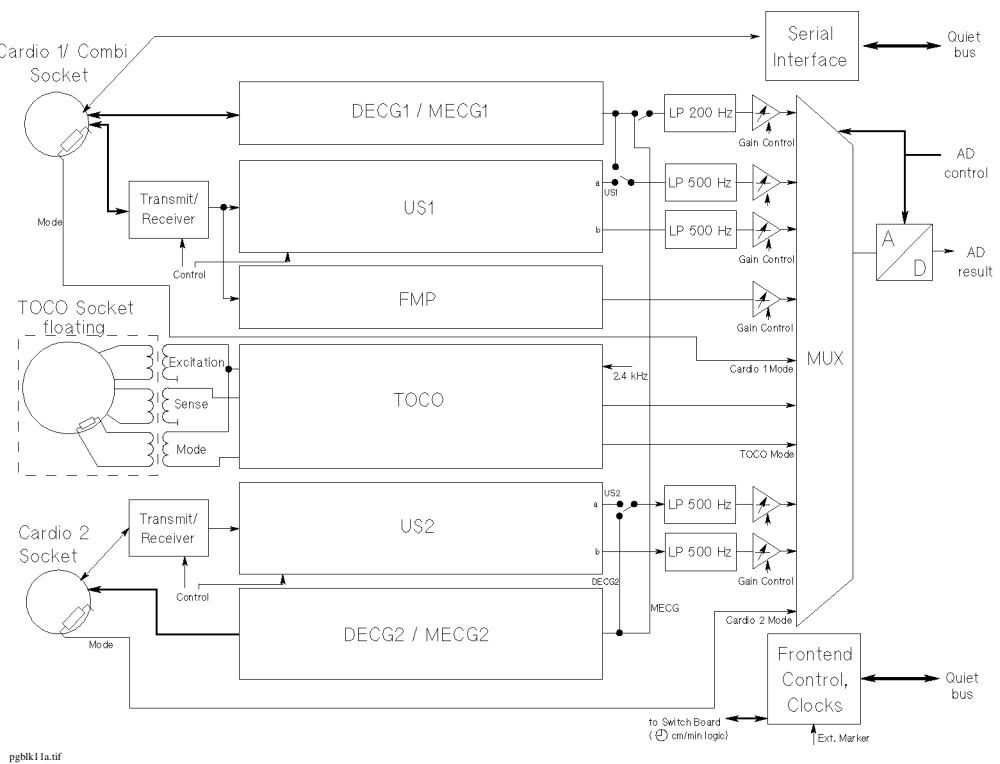 Cardio 1/ Combi
Socket
Serial
Interface
Quiet
bus
DECG1 / MECG1
LP 200 Hz
Gain Control
AD
control
a
US1
LP 500 Hz
Transmit/
Receiver
US1
Mode
b
LP 500 Hz
Gain Control
A
D
AD
result
Control
FMP
Gain Control
TOCO Socket
floating
Excitation
MUX
Cardio 1 Mode
2.4 kHz
TOCO
Sense
Mode
TOCO Mode
US2
a
LP 500 Hz
Transmit/
Receiver
US2
Cardio 2
Socket
b
LP 500 Hz
Gain Control
DECG2
Control
MECG
Cardio 2 Mode
DECG2 / MECG2
Mode
Frontend
Control,
Clocks
Quiet
bus
to Switch Board
( cm/min logic)
Ext. Marker
pgblk11a.tif